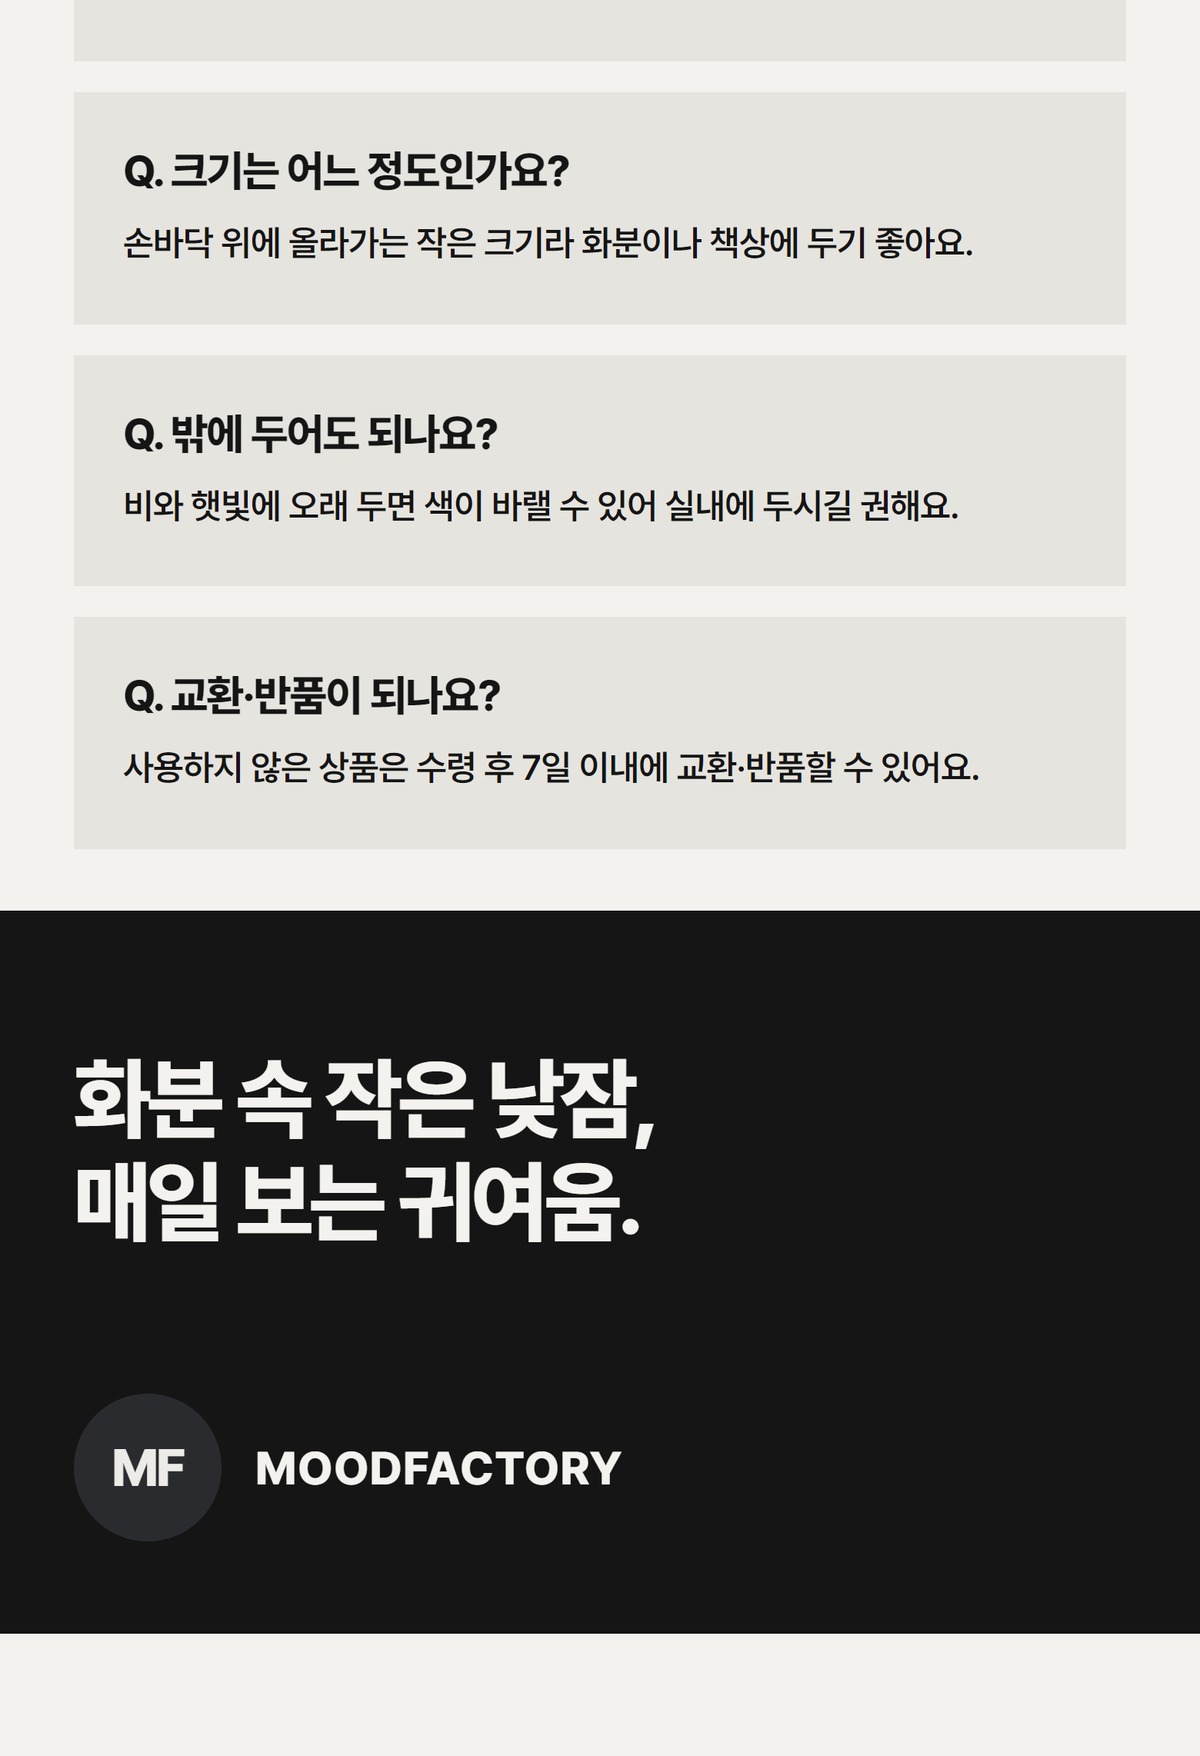 Q. 크기는 어느 정도인가요?
손바닥 위에 올라가는 작은 크기라 화분이나 책상에 두기 좋아요.
Q. 밖에 두어도 되나요?
비와 햇빛에 오래 두면 색이 바랠 수 있어 실내에 두시길 권해요.
Q. 교환·반품이 되나요?
사용하지 않은 상품은 수령 후 7일 이내에 교환·반품할 수 있어요.
화분 속 작은 낮잠,
매일 보는 귀여움.
MF MOODFACTORY